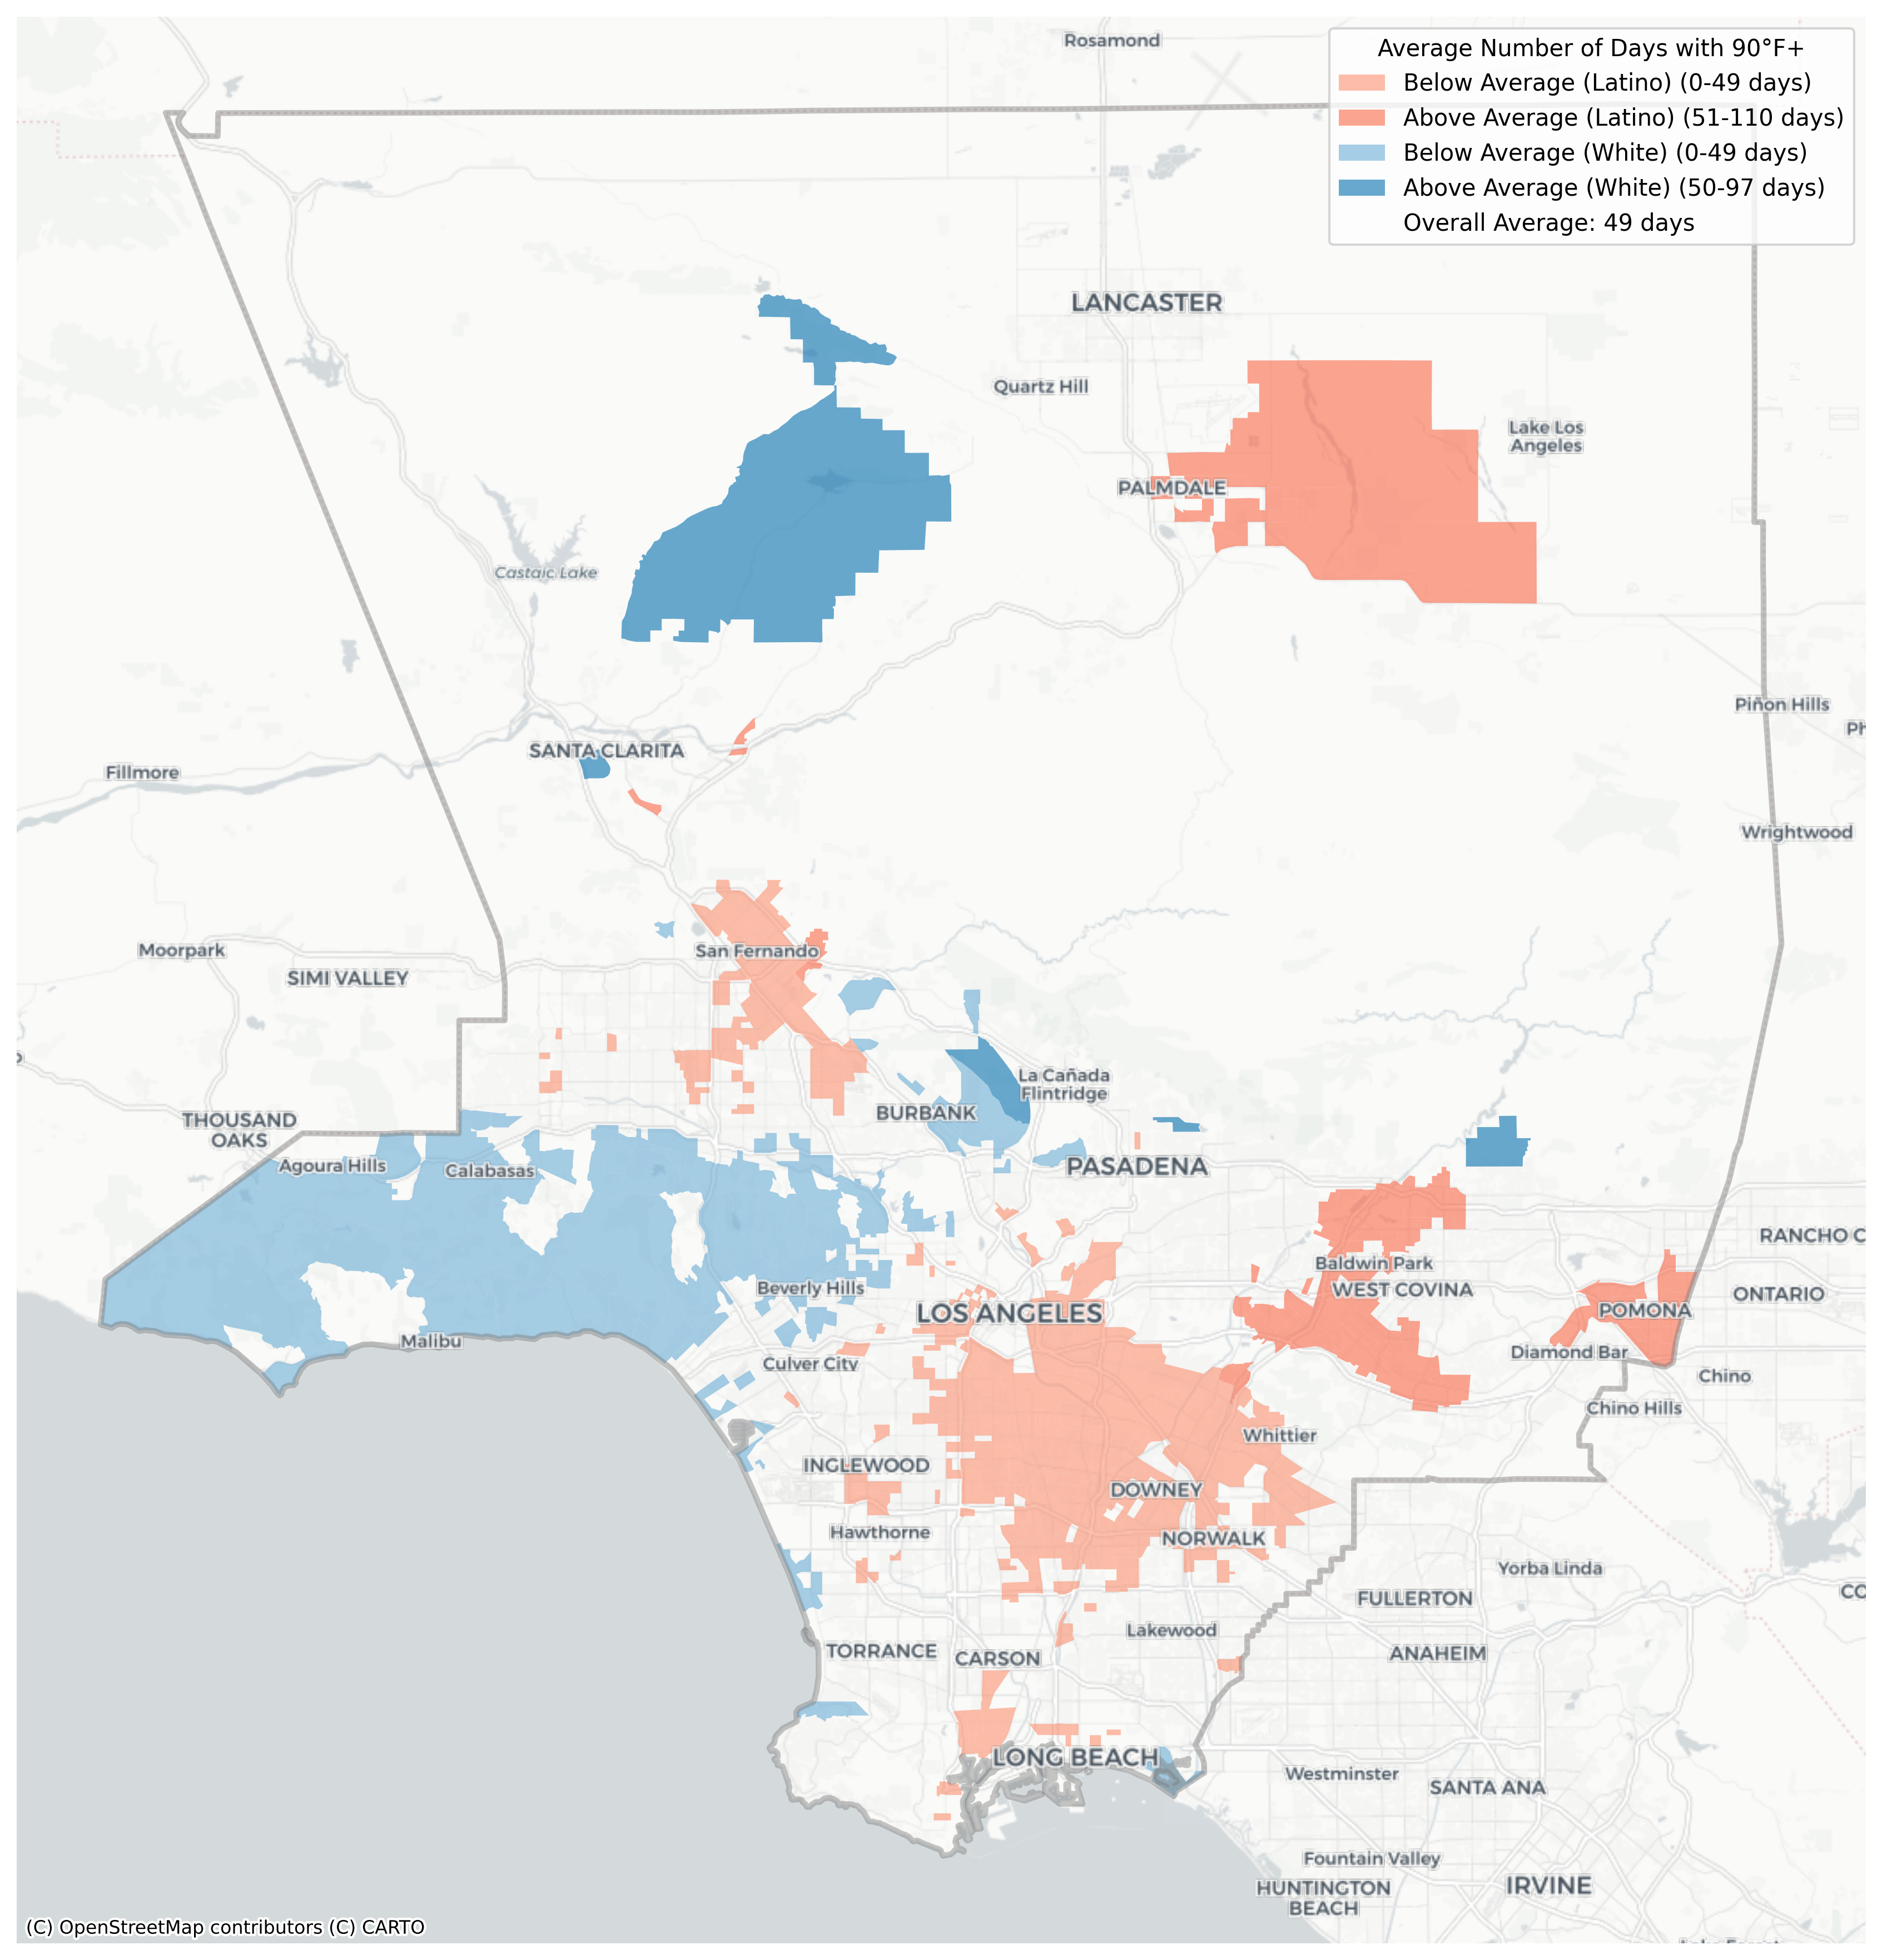 Rosamond
Average Number of Days with 90°F+
Below Average (Latino) (0-49 days)
Above Average (Latino) (51-110 days)
Below Average (White) (0-49 days)
Above Average (White) (50-97 days)
Overall Average: 49 days
LANCASTER
Quartz Hill
Lake Los
Angeles
PALMDALE
Castaic Lake
Piñon Hills
Ph
SANTA CLARITA
Fillmore
Wrightwood
Moorpark
San Fernando
SIMI VALLEY
La Cañada
Flintridge
THOUSAND
OAKS
BURBANK
Agoura Hills
Calabasas
PASADENA
RANCHO C
Baldwin Park
Beverly Hills
WEST COVINA
ONTARIO
LOS ANGELES
POMONA
Malibu
Culver City
Diamond Bar
Chino
Chino Hills
Whittier
INGLEWOOD
DOWNEY
Hawthorne
NORWALK
Yorba Linda
CO
FULLERTON
Lakewood
TORRANCE
CARSON
ANAHEIM
LONG BEACH
Westminster
SANTA ANA
Fountain Valley
IRVINE
HUNTINGTON
BEACH
(C) OpenStreetMap contributors (C) CARTO